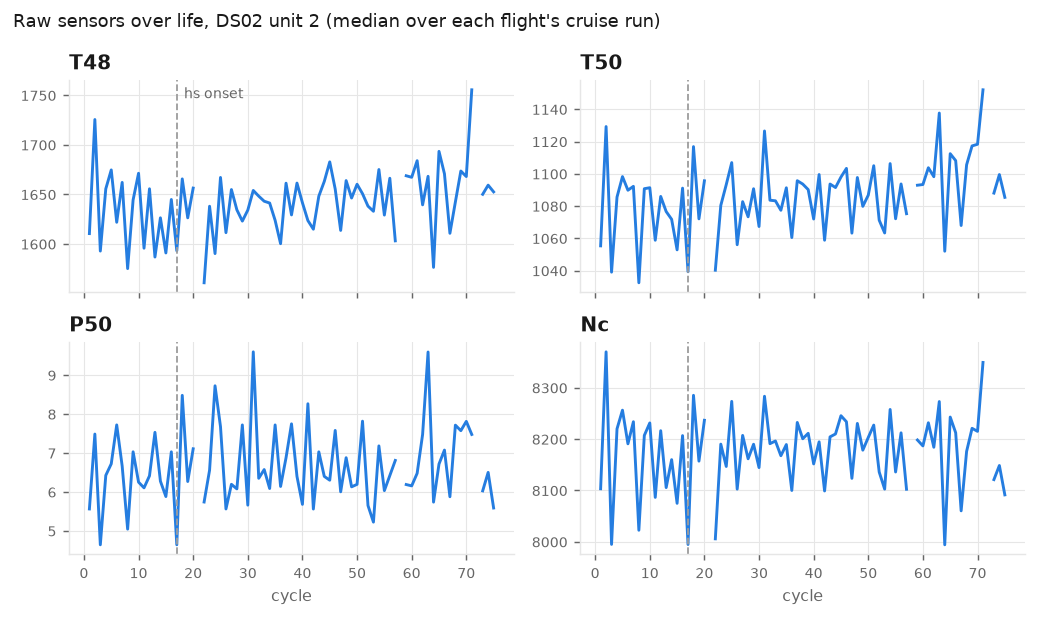 Raw sensors over life, DS02 unit 2 (median over each flight's cruise run)
T48
1750
1700
1650
1600
hs onset
T50
1140
1120
1100
1080
1060
1040
P50
9
8
7
6
5
0 10 20 30 40 50 60 70
cycle
Nc
8300
8200
8100
8000
0 10 20 30 40 50 60 70
cycle